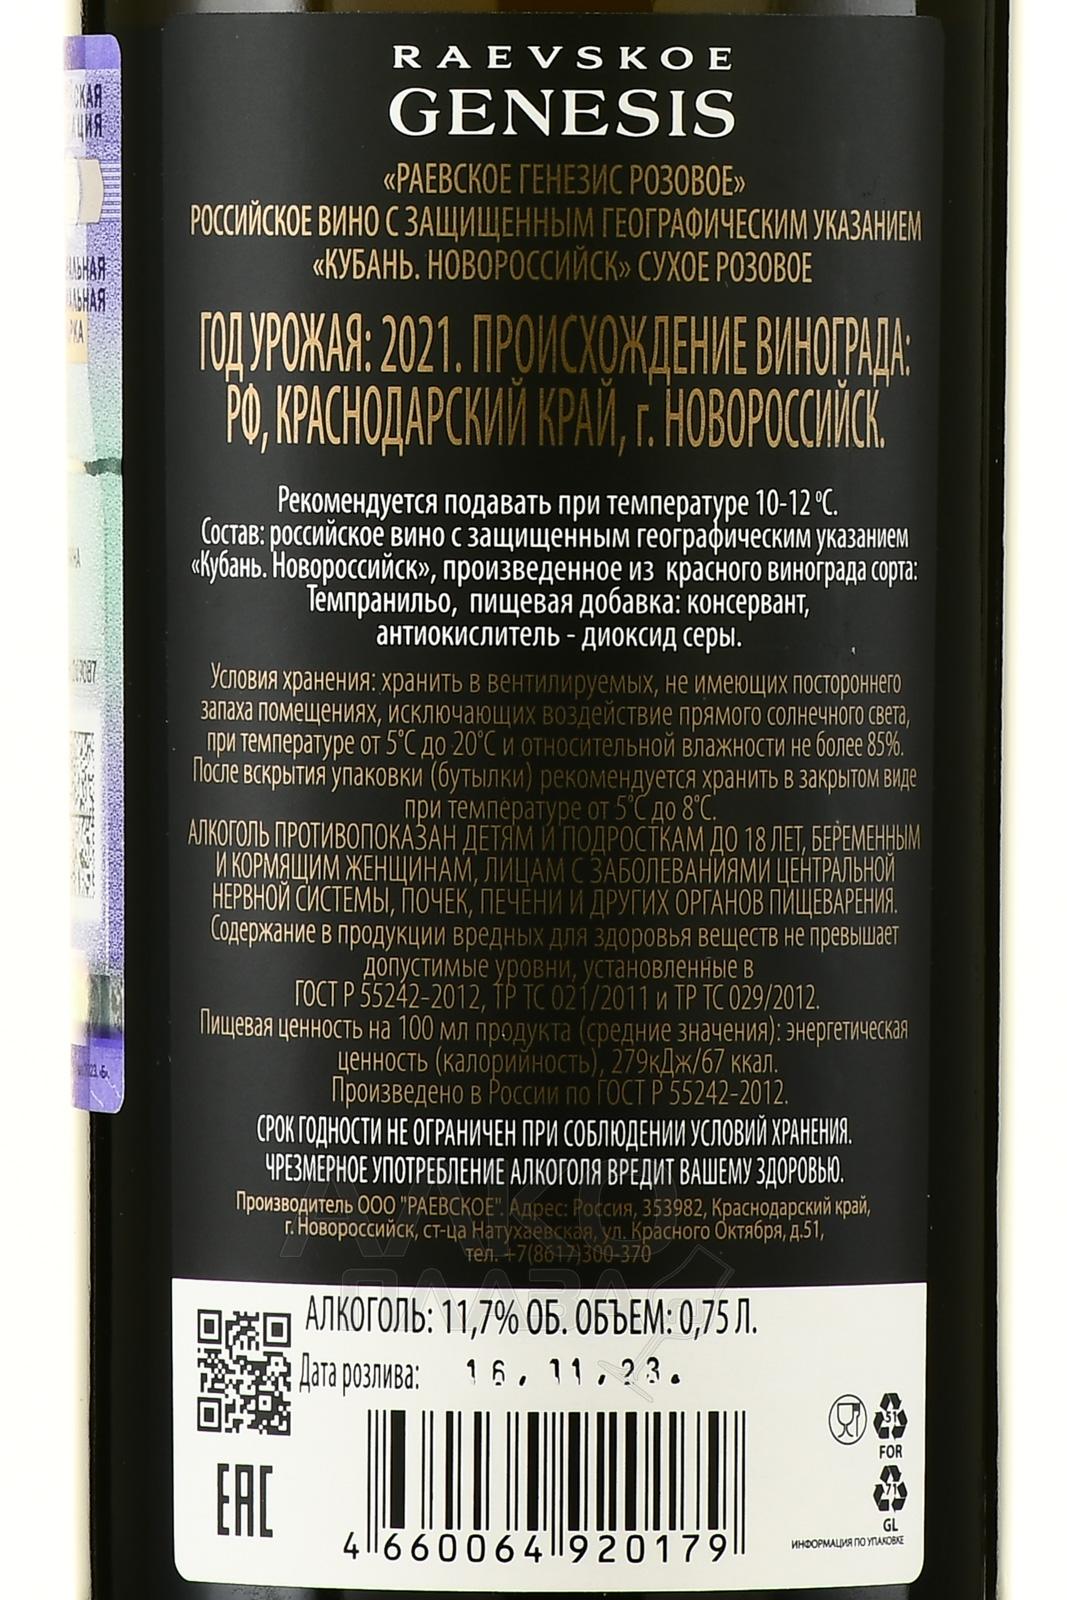 RAEVSKOE
GENESIS
«РАЕВСКОЕ ГЕНЕЗИС РОЗОВОЕ»
РОССИЙСКОЕ ВИНО С ЗАЩИЩЕННЫМ ГЕОГРАФИЧЕСКИМ УКАЗАНИЕМ
«КУБАНЬ. НОВОРОССИЙСК» СУХОЕ РОЗОВОЕ
ГОД УРОЖАЯ: 2021. ПРОИСХОЖДЕНИЕ ВИНОГРАДА:
РФ, КРАСНОДАРСКИЙ КРАЙ, г. НОВОРОССИЙСК.
Рекомендуется подавать при температуре 10-12 °С.
Состав: российское вино с защищенным географическим указанием
«Кубань. Новороссийск», произведенное из красного винограда сорта:
Темпранильо, пищевая добавка: консервант,
антиокислитель - диоксид серы.
Условия хранения: хранить в вентилируемых, не имеющих постороннего
запаха помещениях, исключающих воздействие прямого солнечного света,
при температуре от 5°С до 20°С и относительной влажности не более 85%.
После вскрытия упаковки (бутылки) рекомендуется хранить в закрытом виде
при температуре от 5°С до 8°С.
АЛКОГОЛЬ ПРОТИВОПОКАЗАН ДЕТЯМ И ПОДРОСТКАМ ДО 18 ЛЕТ, БЕРЕМЕННЫМ
И КОРМЯЩИМ ЖЕНЩИНАМ, ЛИЦАМ С ЗАБОЛЕВАНИЯМИ ЦЕНТРАЛЬНОЙ
НЕРВНОЙ СИСТЕМЫ, ПОЧЕК, ПЕЧЕНИ И ДРУГИХ ОРГАНОВ ПИЩЕВАРЕНИЯ.
Содержание в продукции вредных для здоровья веществ не превышает
допустимые уровни, установленные в
ГОСТ Р 55242-2012, ТР ТС 021/2011 и ТР ТС 029/2012.
Пищевая ценность на 100 мл продукта (средние значения): энергетическая
ценность (калорийность), 279кДж/67 ккал.
Произведено в России по ГОСТ Р 55242-2012.
СРОК ГОДНОСТИ НЕ ОГРАНИЧЕН ПРИ СОБЛЮДЕНИИ УСЛОВИЙ ХРАНЕНИЯ.
ЧРЕЗМЕРНОЕ УПОТРЕБЛЕНИЕ АЛКОГОЛЯ ВРЕДИТ ВАШЕМУ ЗДОРОВЬЮ.
Производитель ООО "РАЕВСКОЕ". Адрес: Россия, 353982, Краснодарский край,
г. Новороссийск, ст-ца Натухаевская, ул. Красного Октября, д.51,
тел. +7(8617)300-370
АЛКОГОЛЬ: 11,7% ОБ. ОБЪЕМ: 0,75 Л.
Дата розлива: 16.11.23.
51
FOR
71
GL
ИНФОРМАЦИЯ ПО УПАКОВКЕ
EAC
4 660064 920179
АЛКО
ПЛАЗА